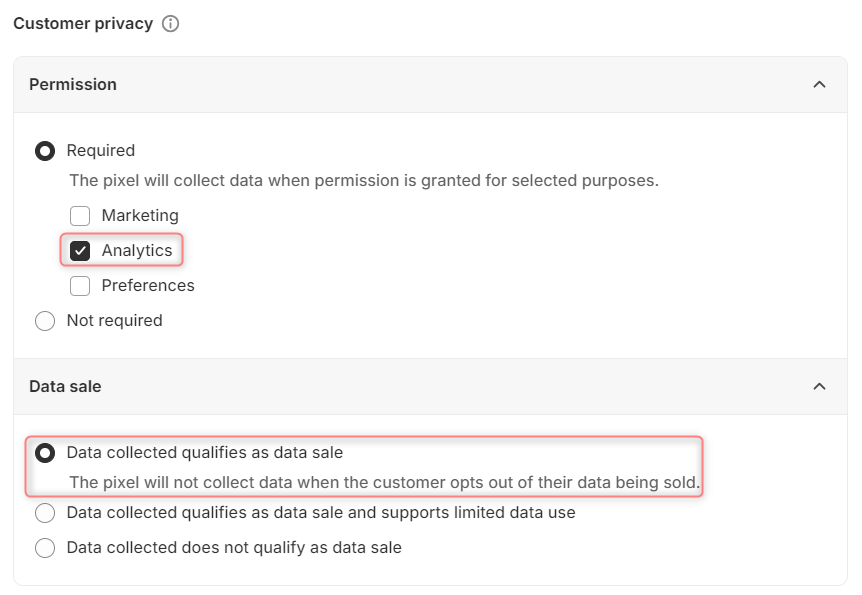 Customer privacy
Permission
Required
The pixel will collect data when permission is granted for selected purposes.
Marketing
Analytics
Preferences
Not required
Data sale
Data collected qualifies as data sale
The pixel will not collect data when the customer opts out of their data being sold.
Data collected qualifies as data sale and supports limited data use
Data collected does not qualify as data sale